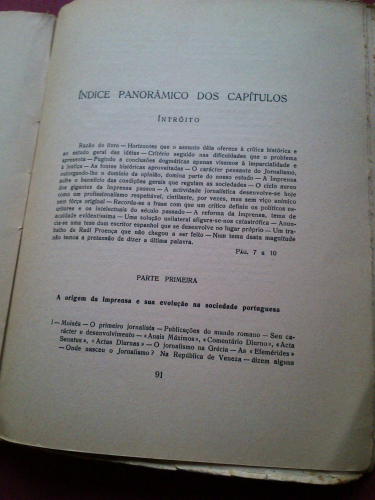 ÍNDICE PANORÂMICO DOS CAPÍTULOS
INTRÓITO
Razão do livro — Horizontes que o assunto dêle oferece à crítica histórica e
ao estudo geral das idéias — Critério seguido nas dificuldades que o problema
apresenta — Fugindo a conclusões dogmáticas apenas visamos à imparcialidade e
à justiça — As fontes históricas aproveitadas — O carácter pensante do Jornalismo,
outorgando-lhe o domínio da opinião, domina parte do nosso estudo — A Imprensa
sofre o benefício das condições gerais que regulam as sociedades — O ciclo áureo
dos gigantes da Imprensa passou — A actividade jornalística desenvolve-se hoje
como um profissionalismo respeitável, cintilante, por vezes, mas sem viço anímico
nem fôrça original — Recorda-se a frase com que um crítico definiu os políticos es-
critores e os intelectuais do século passado — A reforma da Imprensa, tema de
acuidade evidentíssima — Uma solução unilateral afigura-se-nos catastrófica — Anun-
cia-se uma tese dum escritor espanhol que se desenvolve no lugar próprio — Um tra-
balho de Raúl Proença que não chegou a ser feito — Num tema desta magnitude
não temos a pretensão de dizer a última palavra.
PÁG. 7 a 10
PARTE PRIMEIRA
A origem da Imprensa e sua evolução na sociedade portuguesa
I — Moisés — O primeiro jornalista — Publicações do mundo romano — Seu ca-
rácter e desenvolvimento — «Anais Máximos», «Comentário Diurno», «Acta
Senatus», «Actas Diurnas» — O jornalismo na Grécia — As «Efemérides»
— Onde nasceu o Jornalismo? Na República de Veneza — dizem alguns
91